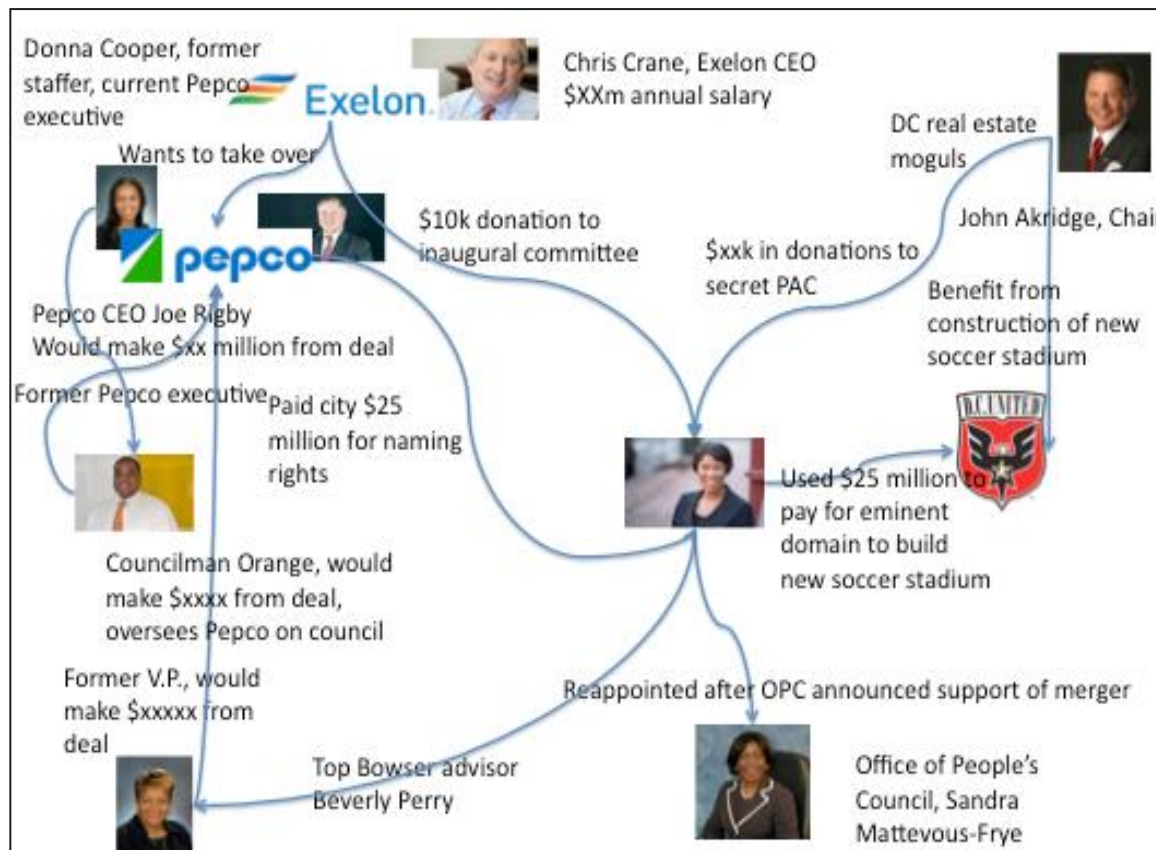 Donna Cooper, former
staffer, current Pepco
executive
Exelon
Chris Crane, Exelon CEO
$XXm annual salary
DC real estate
moguls
Wants to take over
John Akridge, Chair
pepco
$10k donation to
inaugural committee
$xxk in donations to
secret PAC
Benefit from
construction of new
soccer stadium
Pepco CEO Joe Rigby
Would make $xx million from deal
Former Pepco executive
Paid city $25
million for naming
rights
D.C. UNITED
Used $25 million to
pay for eminent
domain to build
new soccer stadium
Councilman Orange, would
make $xxxx from deal,
oversees Pepco on council
Former V.P., would
make $xxxxx from
deal
Reappointed after OPC announced support of merger
Top Bowser advisor
Beverly Perry
Office of People's
Council, Sandra
Mattevous-Frye